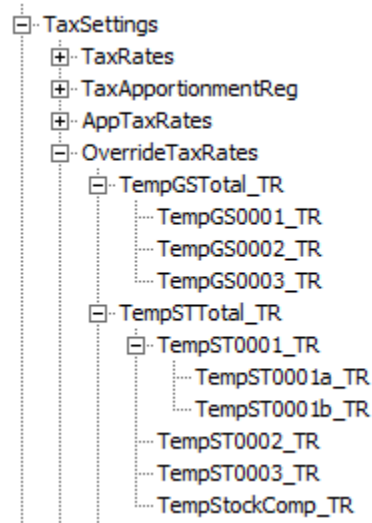 TaxSettings
TaxRates
TaxApportionmentReg
AppTaxRates
OverrideTaxRates
TempGSTotal_TR
TempGS0001_TR
TempGS0002_TR
TempGS0003_TR
TempSTTotal_TR
TempST0001_TR
TempST0001a_TR
TempST0001b_TR
TempST0002_TR
TempST0003_TR
TempStockComp_TR